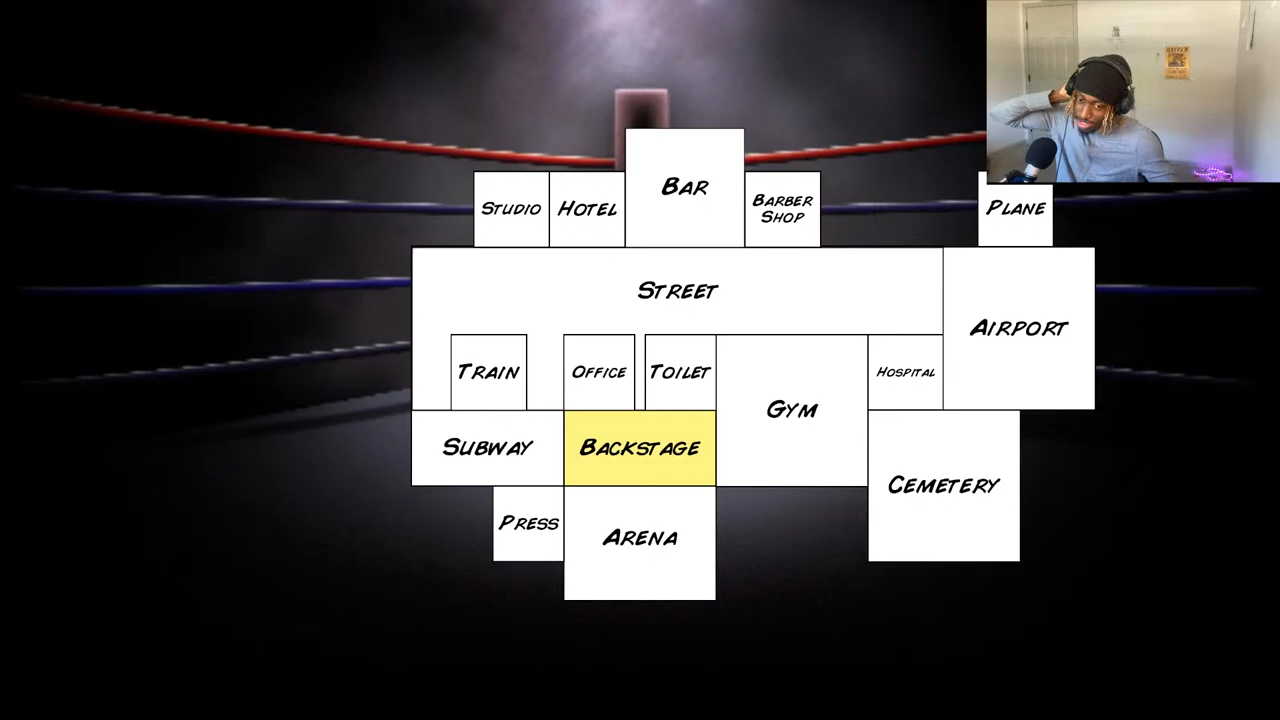 Bar
Studio
Hotel
Barber
Shop
Plane
Street
Airport
Train
Office
Toilet
Hospital
Gym
Subway
Backstage
Cemetery
Press
Arena